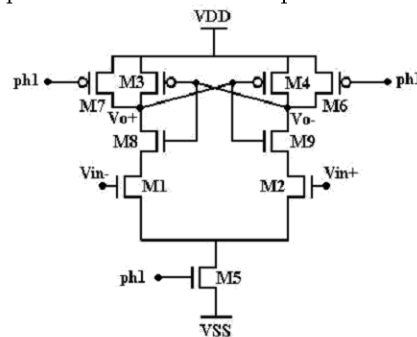 VDD
ph1 M3 M4 ph1
M7 M6
Vo+ Vo-
M8 M9
Vin- M1 M2 Vin+
ph1 M5
VSS